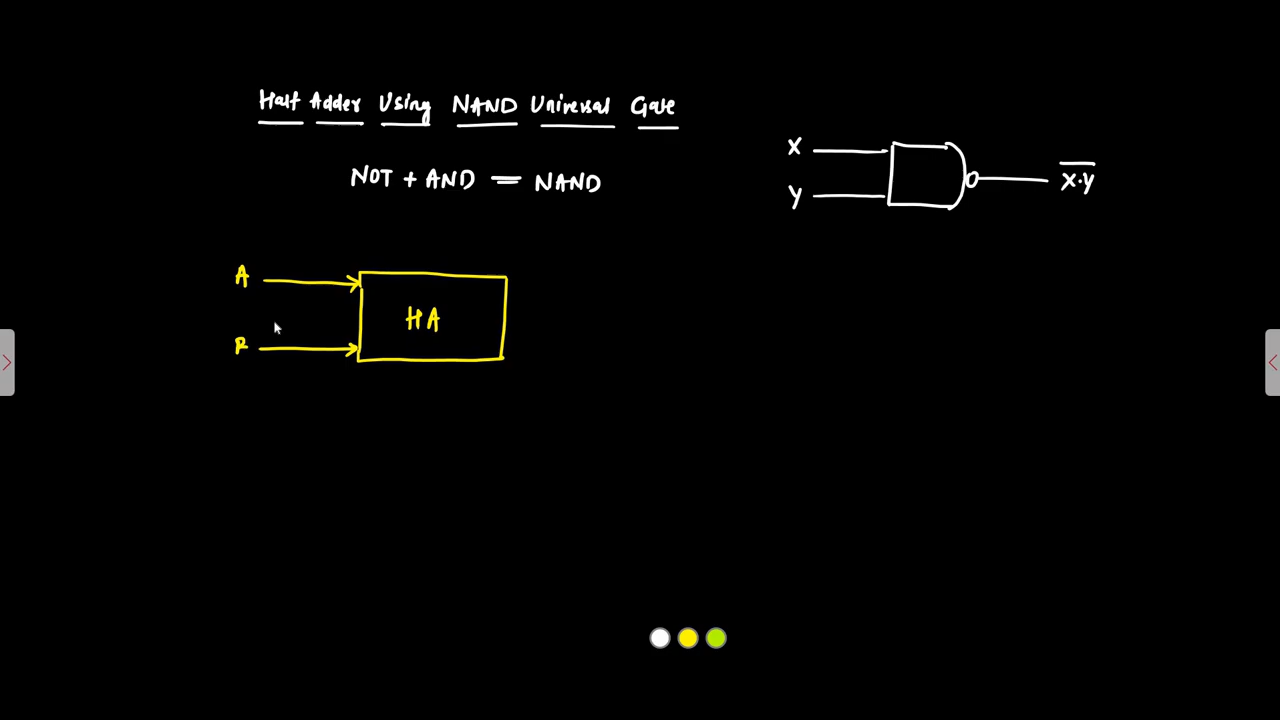 Half Adder Using NAND Universal Gate
NOT + AND = NAND
X
Y
X·Y
A
HA